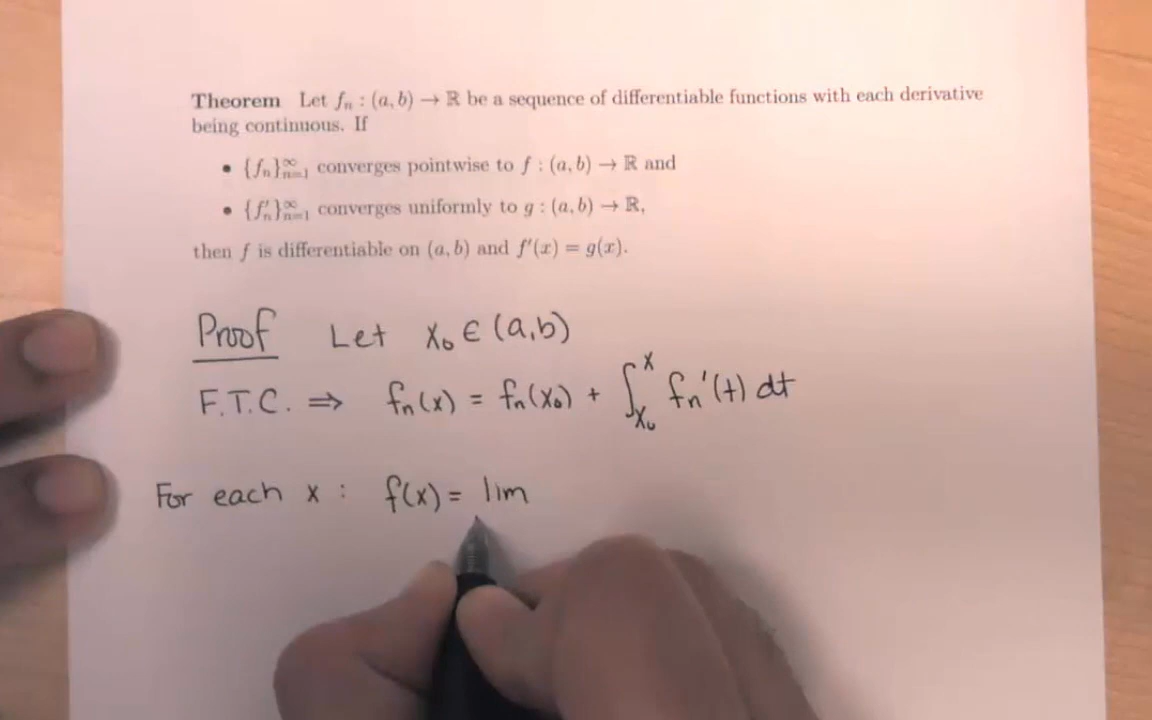 Theorem Let fₙ : (a, b) → ℝ be a sequence of differentiable functions with each derivative
being continuous. If
• {fₙ}ₙ₌₁^∞ converges pointwise to f : (a, b) → ℝ and
• {fₙ′}ₙ₌₁^∞ converges uniformly to g : (a, b) → ℝ,
then f is differentiable on (a, b) and f′(x) = g(x).
Proof Let x₀ ∈ (a,b)
F.T.C. ⇒ fₙ(x) = fₙ(x₀) + ∫_{x₀}^{x} fₙ′(t) dt
For each x : f(x) = lim